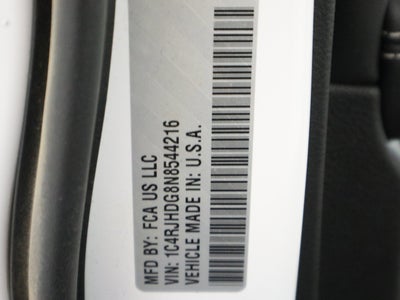 MFD BY: FCA US LLC
VIN: 1C4RJHDG8N8544216
VEHICLE MADE IN: U.S.A.